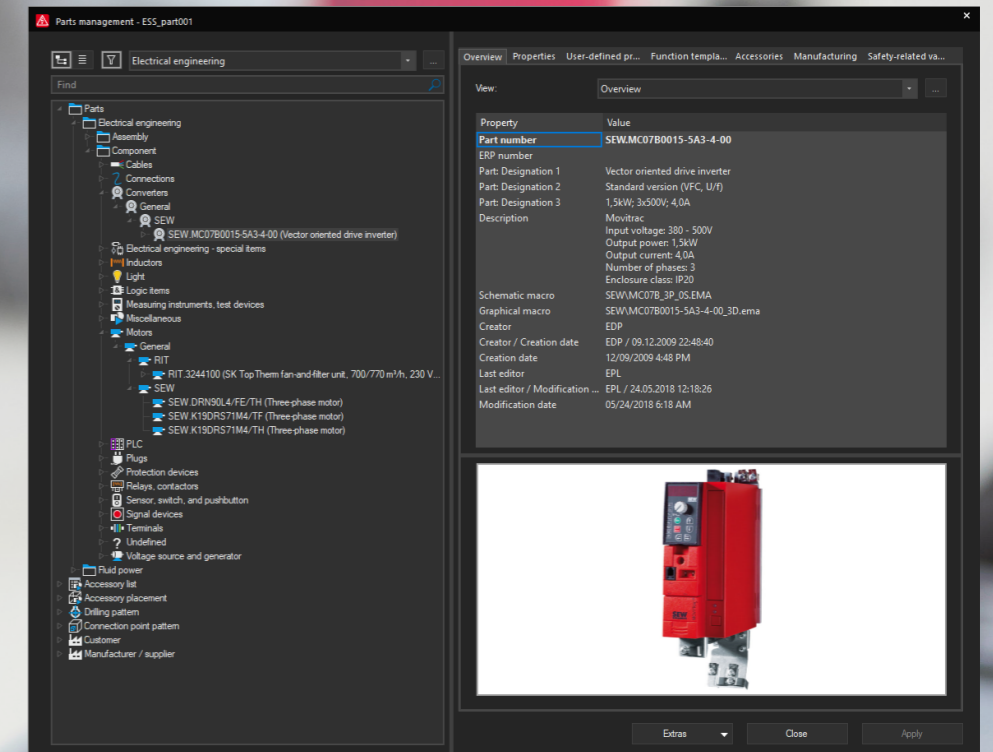 Parts management - ESS_part001
Electrical engineering
...
Find
Parts
Electrical engineering
Assembly
Component
Cables
Connections
Converters
General
SEW
SEW.MC07B0015-5A3-4-00 (Vector oriented drive inverter)
Electrical engineering - special items
Inductors
Light
Logic items
Measuring instruments, test devices
Miscellaneous
Motors
General
RIT
RIT.3244100 (SK TopTherm fan-and-filter unit, 700/770 m³/h, 230 V...
SEW
SEW.DRN90L4/FE/TH (Three-phase motor)
SEW.K19DRS71M4/TF (Three-phase motor)
SEW.K19DRS71M4/TH (Three-phase motor)
PLC
Plugs
Protection devices
Relays, contactors
Sensor, switch, and pushbutton
Signal devices
Terminals
Undefined
Voltage source and generator
Fluid power
Accessory list
Accessory placement
Drilling pattern
Connection point pattern
Customer
Manufacturer / supplier
Overview Properties User-defined pr... Function templa... Accessories Manufacturing Safety-related va...
View: Overview ...
Property Value
Part number SEW.MC07B0015-5A3-4-00
ERP number
Part: Designation 1 Vector oriented drive inverter
Part: Designation 2 Standard version (VFC, U/f)
Part: Designation 3 1,5kW; 3x500V; 4,0A
Description Movitrac
Input voltage: 380 - 500V
Output power: 1,5kW
Output current: 4,0A
Number of phases: 3
Enclosure class: IP20
Schematic macro SEW\MC07B_3P_0S.EMA
Graphical macro SEW\MC07B0015-5A3-4-00_3D.ema
Creator EDP
Creator / Creation date EDP / 09.12.2009 22:48:40
Creation date 12/09/2009 4:48 PM
Last editor EPL
Last editor / Modification ... EPL / 24.05.2018 12:18:26
Modification date 05/24/2018 6:18 AM
SEW
Extras Close Apply